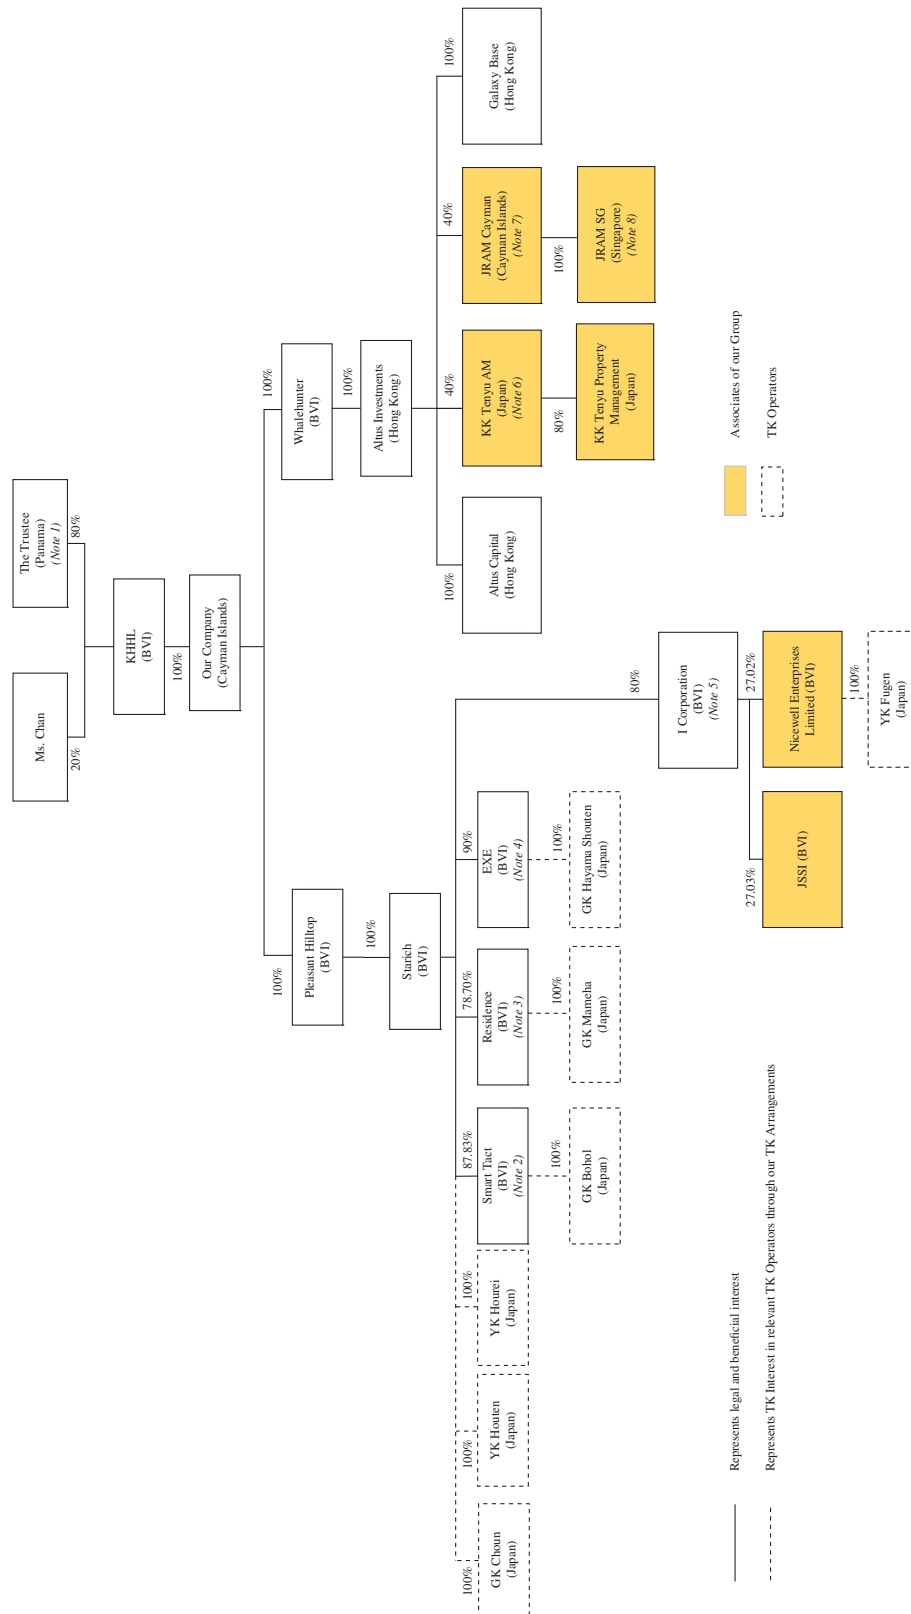 Ms. Chan
20%
The Trustee
(Panama)
(Note 1)
80%
KHHL
(BVI)
100%
Our Company
(Cayman Islands)
100%
Pleasant Hilltop
(BVI)
100%
Whalehunter
(BVI)
100%
Starich
(BVI)
100%
Altus Investments
(Hong Kong)
100%
GK Choun
(Japan)
100%
YK Houten
(Japan)
100%
YK Hourei
(Japan)
87.83%
Smart Tact
(BVI)
(Note 2)
78.70%
Residence
(BVI)
(Note 3)
90%
EXE
(BVI)
(Note 4)
100%
Altus Capital
(Hong Kong)
40%
KK Tenyu AM
(Japan)
(Note 6)
40%
JRAM Cayman
(Cayman Islands)
(Note 7)
100%
Galaxy Base
(Hong Kong)
100%
GK Bohol
(Japan)
100%
GK Mameha
(Japan)
100%
GK Hayama Shouten
(Japan)
80%
KK Tenyu Property
Management
(Japan)
100%
JRAM SG
(Singapore)
(Note 8)
80%
I Corporation
(BVI)
(Note 5)
27.03%
JSSI (BVI)
27.02%
Nicewell Enterprises
Limited (BVI)
100%
YK Fugen
(Japan)
Represents legal and beneficial interest
Represents TK Interest in relevant TK Operators through our TK Arrangements
Associates of our Group
TK Operators